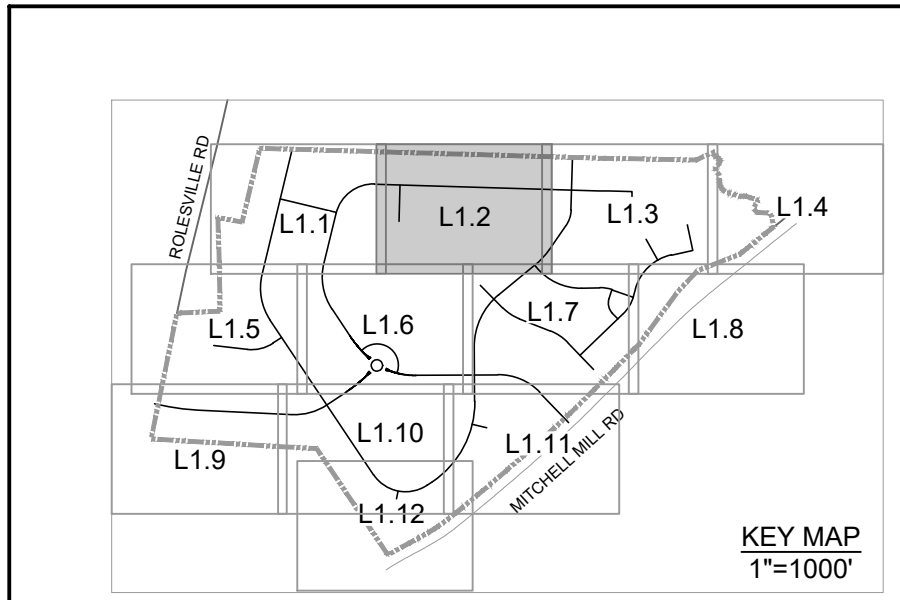 ROLESVILLE RD
L1.1
L1.2
L1.3
L1.4
L1.5
L1.6
L1.7
L1.8
L1.9
L1.10
L1.11
L1.12
MITCHELL MILL RD
KEY MAP
1"=1000'